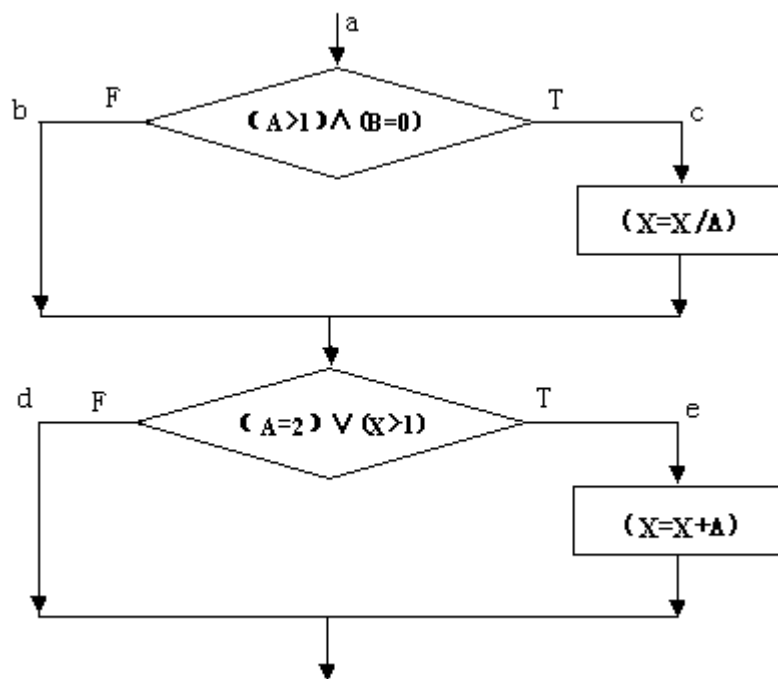 a
b F T c
( A>1) ∧ (B=0)
(X=X/A)
d F T e
( A=2 ) ∨ (X>1)
(X=X+A)